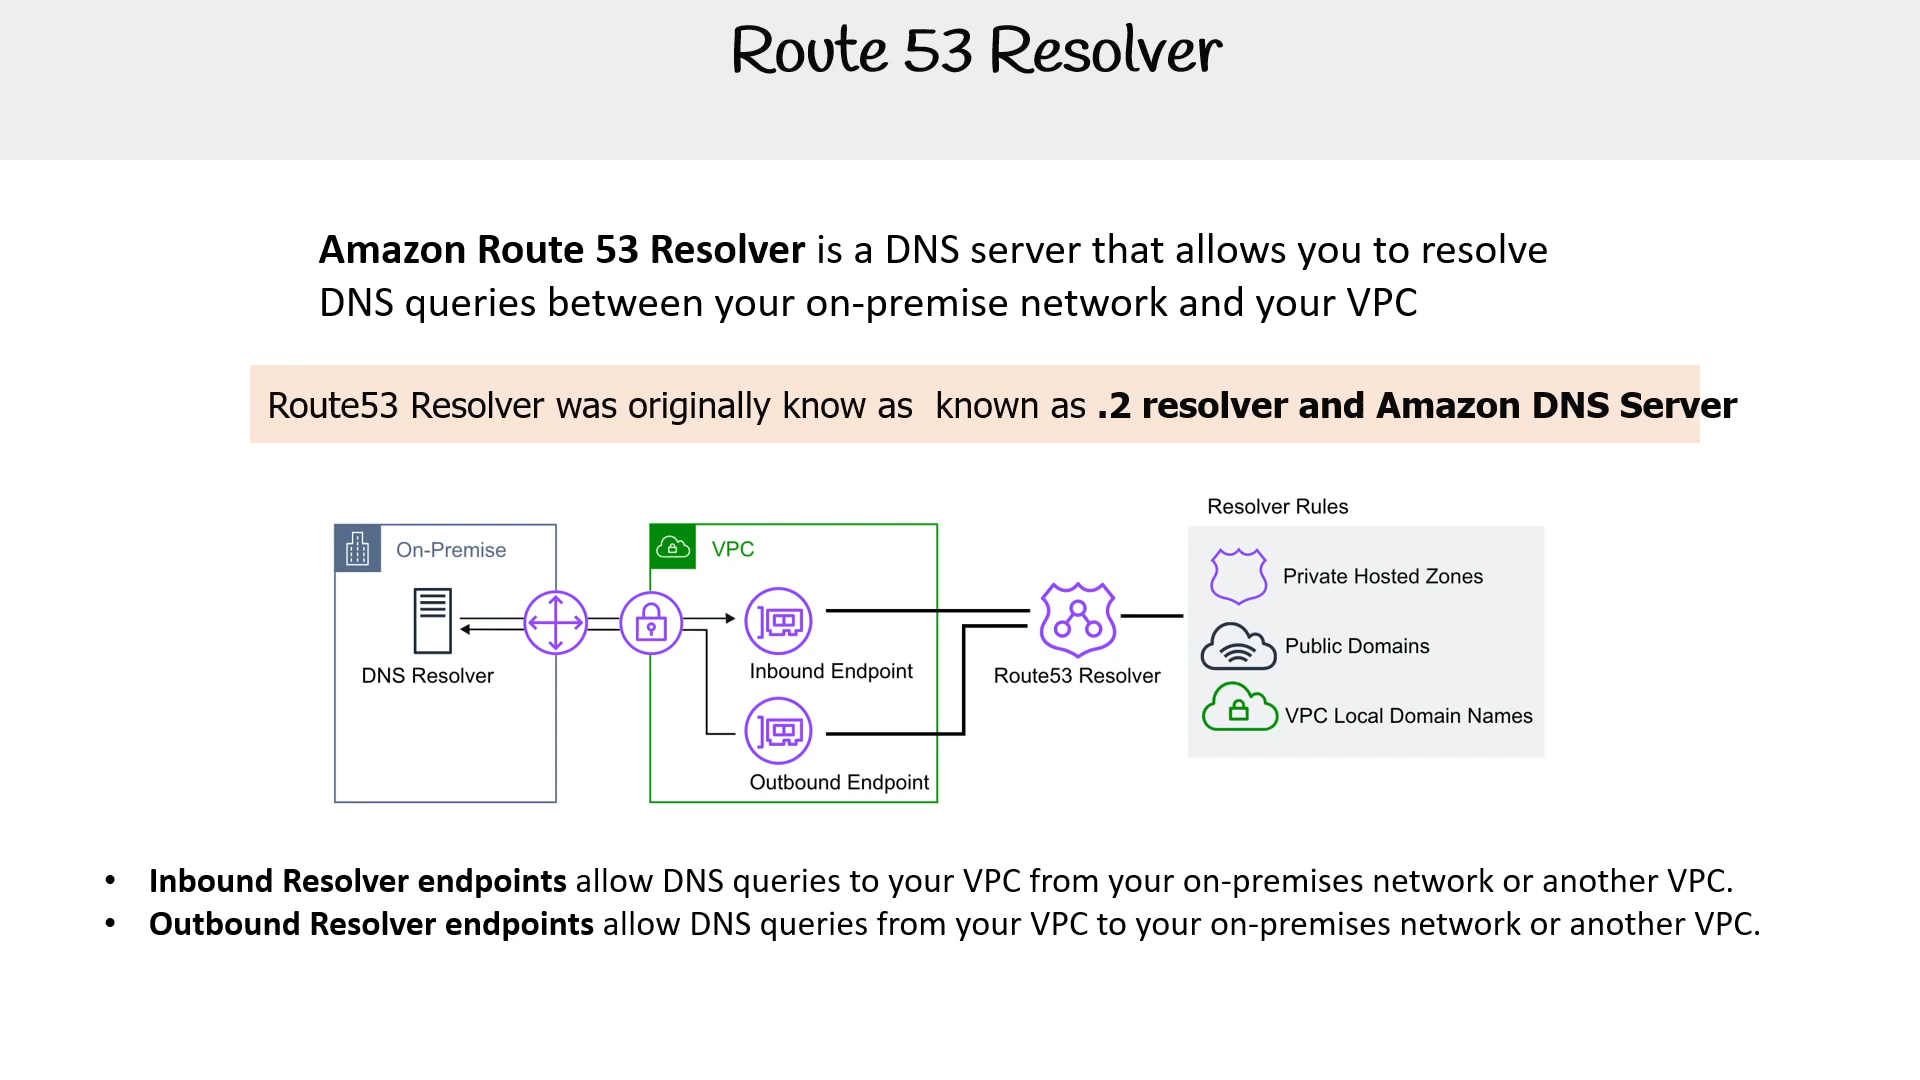 Route 53 Resolver
Amazon Route 53 Resolver is a DNS server that allows you to resolve
DNS queries between your on-premise network and your VPC
Route53 Resolver was originally know as  known as .2 resolver and Amazon DNS Server
Resolver Rules
On-Premise
VPC
Private Hosted Zones
Public Domains
DNS Resolver
Inbound Endpoint
Route53 Resolver
VPC Local Domain Names
Outbound Endpoint
• Inbound Resolver endpoints allow DNS queries to your VPC from your on-premises network or another VPC.
• Outbound Resolver endpoints allow DNS queries from your VPC to your on-premises network or another VPC.